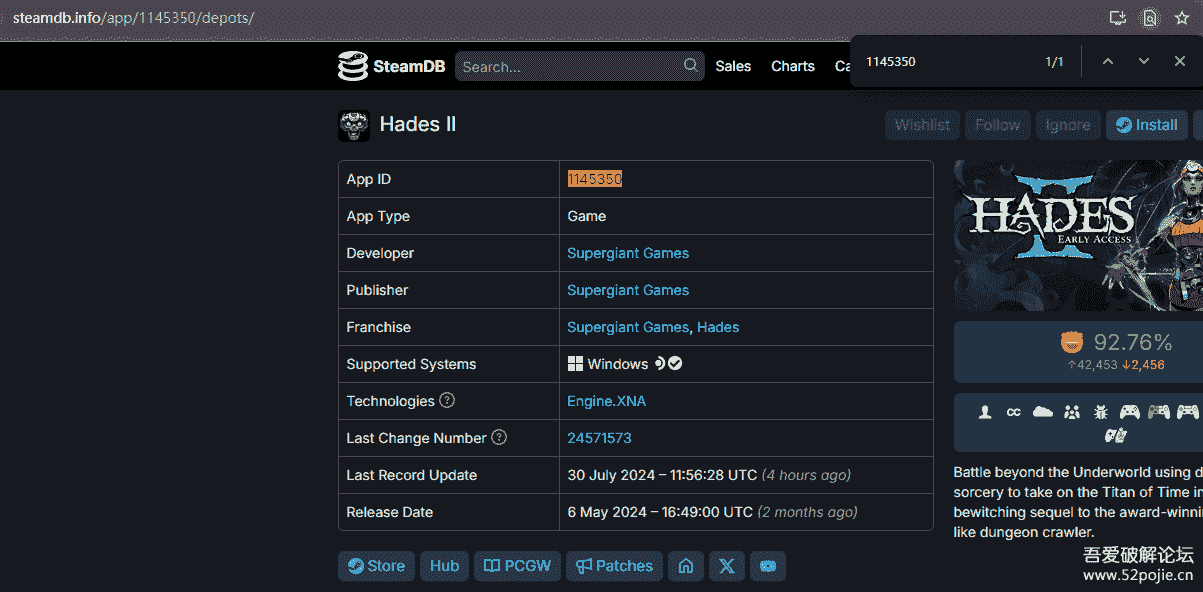 steamdb.info/app/1145350/depots/
SteamDB
Search...
Sales
Charts
Ca
1145350
1/1
Hades II
Wishlist
Follow
Ignore
Install
App ID 1145350
App Type Game
Developer Supergiant Games
Publisher Supergiant Games
Franchise Supergiant Games, Hades
Supported Systems Windows
Technologies ? Engine.XNA
Last Change Number ? 24571573
Last Record Update 30 July 2024 – 11:56:28 UTC (4 hours ago)
Release Date 6 May 2024 – 16:49:00 UTC (2 months ago)
Store
Hub
PCGW
Patches
II
HADES
EARLY ACCESS
92.76%
↑42,453 ↓2,456
CC
Battle beyond the Underworld using d
sorcery to take on the Titan of Time in
bewitching sequel to the award-winni
like dungeon crawler.
吾爱破解论坛
www.52pojie.cn